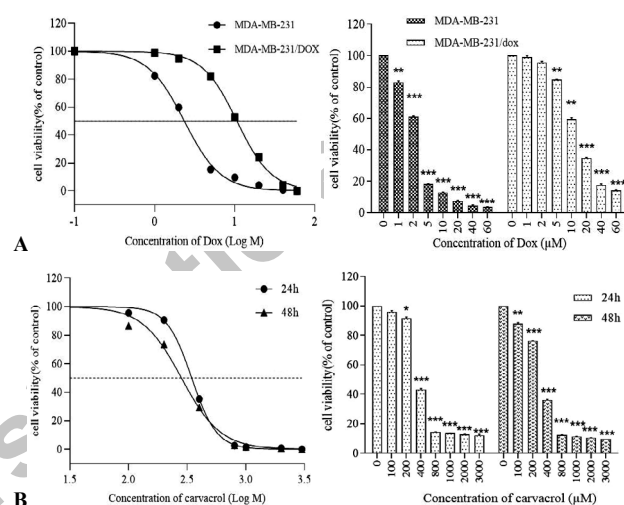 MDA-MB-231
MDA-MB-231/DOX
cell viability(% of control)
120
100
80
60
40
20
0
-1 0 1 2
Concentration of Dox (Log M)
A
MDA-MB-231
MDA-MB-231/dox
cell viability(% of control)
120
100
80
60
40
20
0
** *** *** *** *** *** ***
** ** *** *** ***
0 1 2 5 10 20 40 60 0 1 2 5 10 20 40 60
Concentration of Dox (µM)
24h
48h
cell viability(% of control)
120
100
80
60
40
20
0
1.5 2.0 2.5 3.0 3.5
Concentration of carvacrol (Log M)
B
24h
48h
cell viability(% of control)
120
100
80
60
40
20
0
* *** *** *** *** ***
** *** *** *** *** *** ***
0 100 200 400 800 1000 2000 3000 0 100 200 400 800 1000 2000 3000
Concentration of carvacrol (µM)